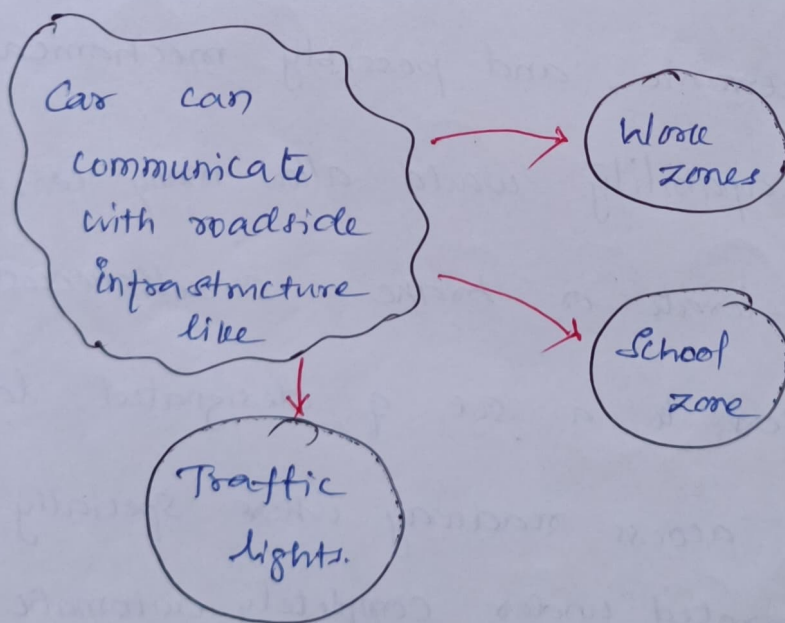 Car can
communicate
with roadside
infrastructure
like
Work
zones
School
zone
Traffic
lights.